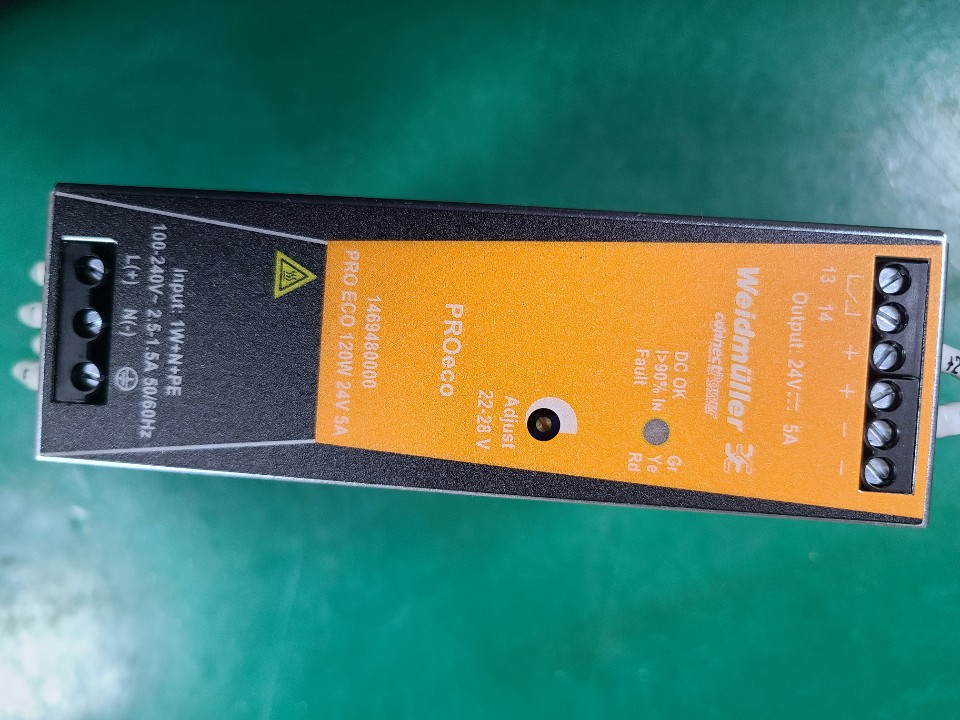 13 14 + + - -
Output: 24V 5A
Weidmüller
connectPower
DC OK Gr
I>90% IN Ye
Fault Rd
Adjust
22-28 V
PROeco
1469480000
PRO ECO 120W 24V 5A
Input: 1W+N+PE
100-240V~ 2.5-1.5A 50/60Hz
L(+) N(-)